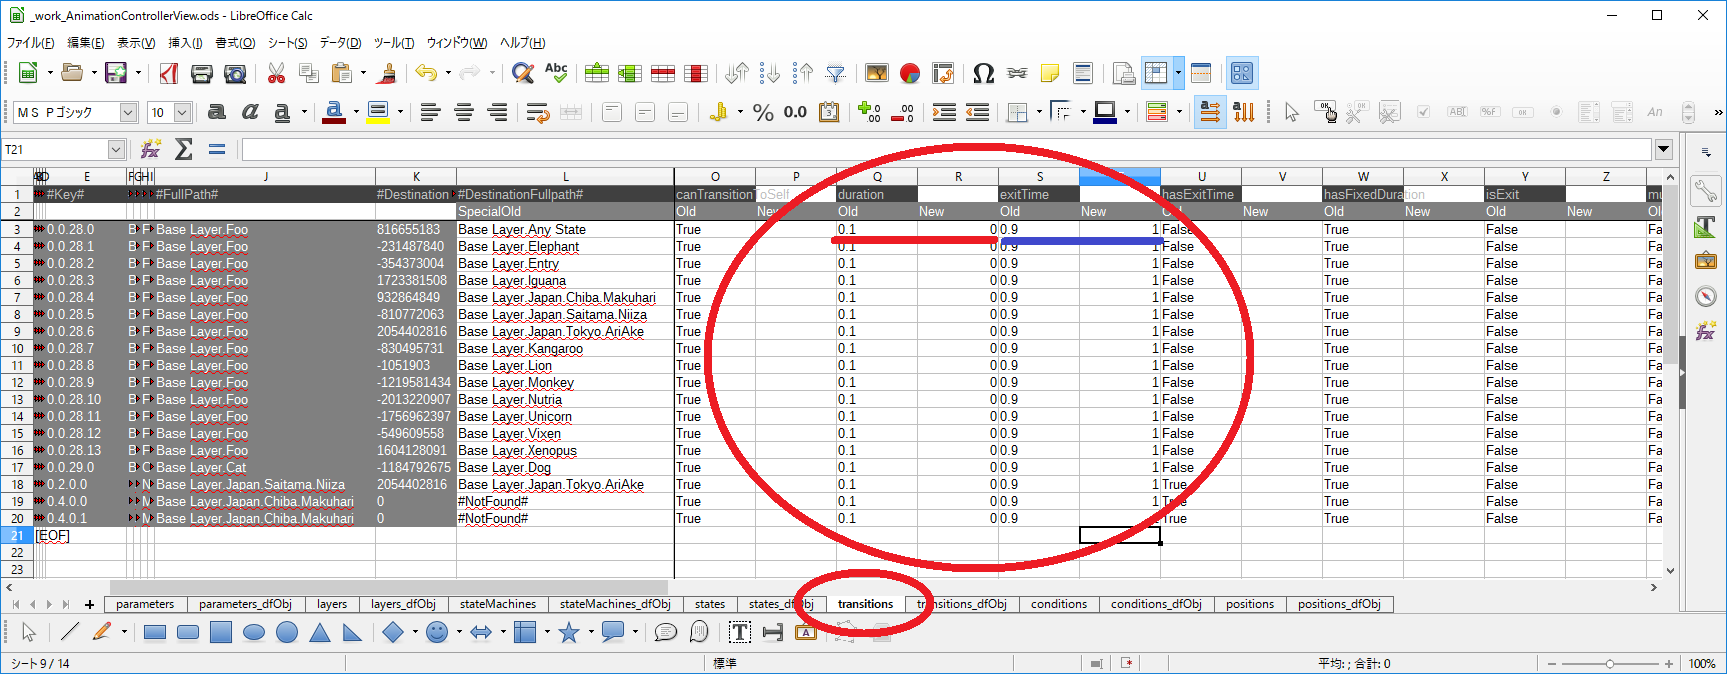 _work_AnimationControllerView.ods - LibreOffice Calc
ファイル(F) 編集(E) 表示(V) 挿入(I) 書式(O) シート(S) データ(D) ツール(T) ウィンドウ(W) ヘルプ(H)
Abc
ＭＳ Ｐゴシック 10 a a a a % 0.0
T21
E F G H I J K L O P Q R S U V W X Y Z
1 #Key# #FullPath# #Destination #DestinationFullpath# canTransitionToSelf duration exitTime hasExitTime hasFixedDuration isExit mu
2 SpecialOld Old New Old New Old New Old New Old New Old New
3 0.0.28.0 B F Base Layer.Foo 816655183 Base Layer.Any State True 0.1 0 0.9 1 False True False Fa
4 0.0.28.1 B F Base Layer.Foo -231487840 Base Layer.Elephant True 0.1 0 0.9 1 False True False Fa
5 0.0.28.2 B F Base Layer.Foo -354373004 Base Layer.Entry True 0.1 0 0.9 1 False True False Fa
6 0.0.28.3 B F Base Layer.Foo 1723381508 Base Layer.Iguana True 0.1 0 0.9 1 False True False Fa
7 0.0.28.4 B F Base Layer.Foo 932864849 Base Layer.Japan.Chiba.Makuhari True 0.1 0 0.9 1 False True False Fa
8 0.0.28.5 B F Base Layer.Foo -810772063 Base Layer.Japan.Saitama.Niiza True 0.1 0 0.9 1 False True False Fa
9 0.0.28.6 B F Base Layer.Foo 2054402816 Base Layer.Japan.Tokyo.AriAke True 0.1 0 0.9 1 False True False Fa
10 0.0.28.7 B F Base Layer.Foo -830495731 Base Layer.Kangaroo True 0.1 0 0.9 1 False True False Fa
11 0.0.28.8 B F Base Layer.Foo -1051903 Base Layer.Lion True 0.1 0 0.9 1 False True False Fa
12 0.0.28.9 B F Base Layer.Foo -1219581434 Base Layer.Monkey True 0.1 0 0.9 1 False True False Fa
13 0.0.28.10 B F Base Layer.Foo -2013220907 Base Layer.Nutria True 0.1 0 0.9 1 False True False Fa
14 0.0.28.11 B F Base Layer.Foo -1756962397 Base Layer.Unicorn True 0.1 0 0.9 1 False True False Fa
15 0.0.28.12 B F Base Layer.Foo -549609558 Base Layer.Vixen True 0.1 0 0.9 1 False True False Fa
16 0.0.28.13 B F Base Layer.Foo 1604128091 Base Layer.Xenopus True 0.1 0 0.9 1 False True False Fa
17 0.0.29.0 B C Base Layer.Cat -1184792675 Base Layer.Dog True 0.1 0 0.9 1 False True False Fa
18 0.2.0.0 N Base Layer.Japan.Saitama.Niiza 2054402816 Base Layer.Japan.Tokyo.AriAke True 0.1 0 0.9 1 True True False Fa
19 0.4.0.0 M Base Layer.Japan.Chiba.Makuhari 0 #NotFound# True 0.1 0 0.9 1 True True False Fa
20 0.4.0.1 M Base Layer.Japan.Chiba.Makuhari 0 #NotFound# True 0.1 0 0.9 True True False Fa
21 [EOF]
22
23
parameters parameters_dfObj layers layers_dfObj stateMachines stateMachines_dfObj states states_dfObj transitions transitions_dfObj conditions conditions_dfObj positions positions_dfObj
シート 9 / 14 標準 平均: ; 合計: 0 100%